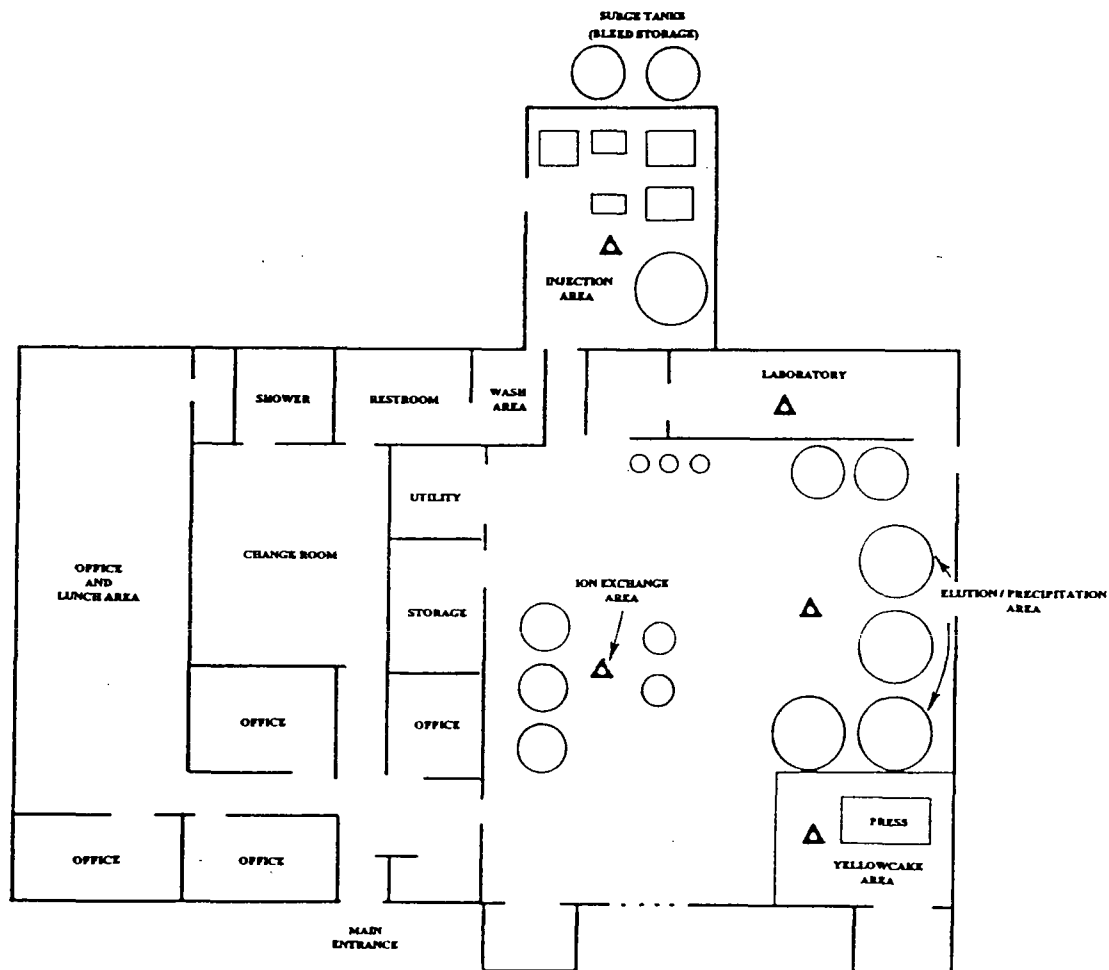 SURGE TANKS
(BLEED STORAGE)
INJECTION
AREA
LABORATORY
SHOWER
RESTROOM
WASH
AREA
UTILITY
CHANGE ROOM
OFFICE
AND
LUNCH AREA
ION EXCHANGE
AREA
ELUTION / PRECIPITATION
AREA
STORAGE
OFFICE
OFFICE
PRESS
OFFICE
OFFICE
YELLOWCAKE
AREA
MAIN
ENTRANCE